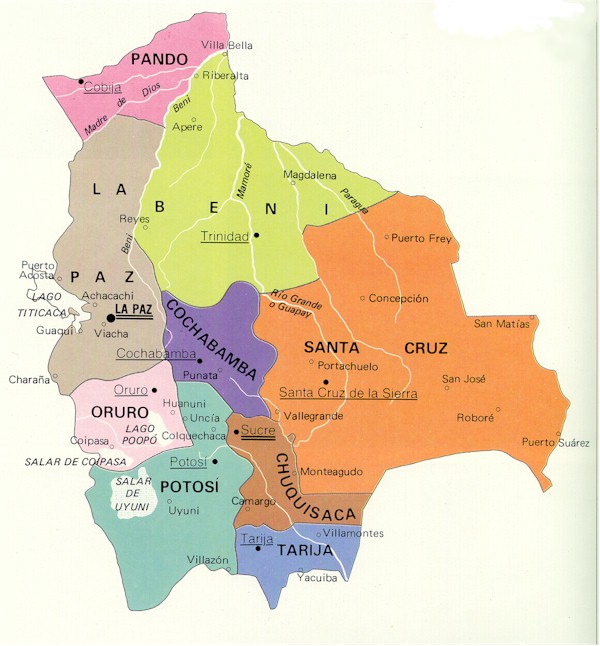 Villa Bella
PANDO
Cobija
Riberalta
Madre de Dios
Beni
Apere
LA
Mamoré
Magdalena
Paragua
BENI
Reyes
Trinidad
Puerto Frey
Beni
Puerto
Acosta
PAZ
LAGO
TITICACA
Achacachi
LA PAZ
Río Grande
o Guapay
Concepción
Guaqui
Viacha
COCHABAMBA
San Matías
Cochabamba
SANTA CRUZ
Portachuelo
Punata
Charaña
San José
Santa Cruz de la Sierra
Oruro
ORURO
Huanuni
Uncía
Vallegrande
Roboré
LAGO
POOPÓ
Colquechaca
Sucre
Coipasa
Puerto Suárez
SALAR DE COIPASA
Potosí
CHUQUISACA
Monteagudo
SALAR
DE
UYUNI
POTOSÍ
Uyuni
Camargo
Villamontes
Tarija
TARIJA
Villazón
Yacuiba